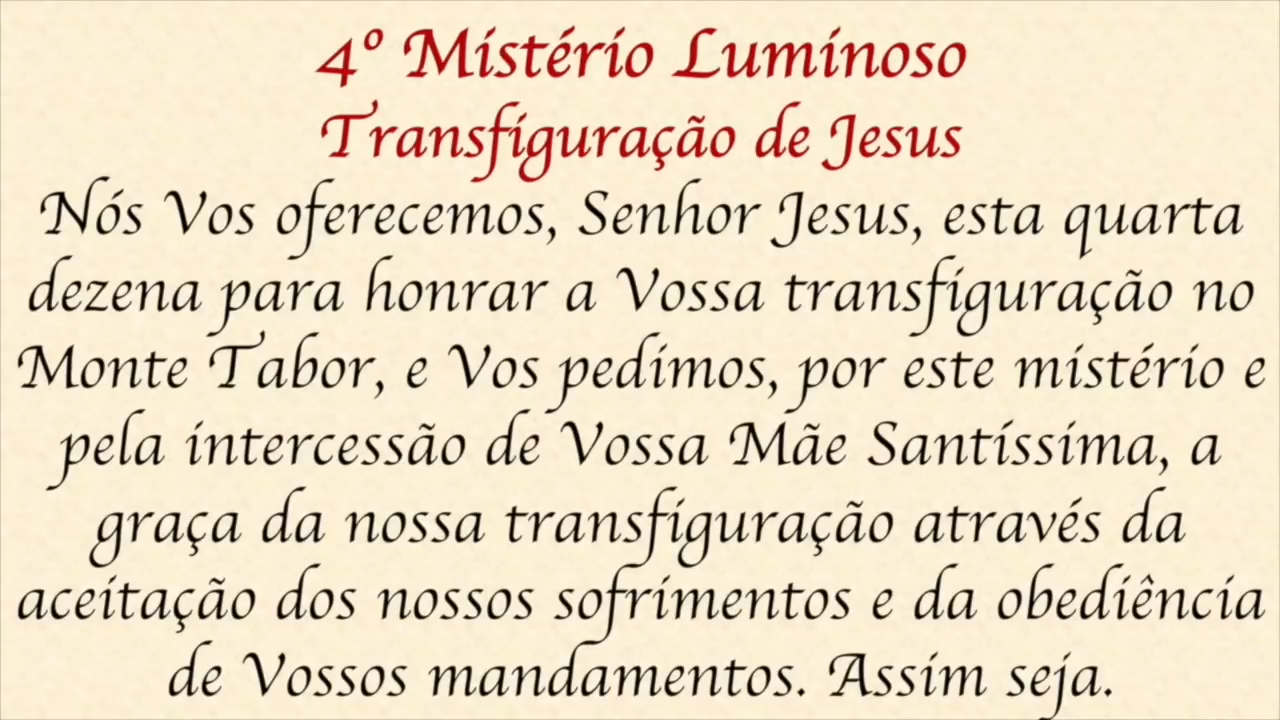 4º Mistério Luminoso
Transfiguração de Jesus
Nós Vos oferecemos, Senhor Jesus, esta quarta
dezena para honrar a Vossa transfiguração no
Monte Tabor, e Vos pedimos, por este mistério e
pela intercessão de Vossa Mãe Santíssima, a
graça da nossa transfiguração através da
aceitação dos nossos sofrimentos e da obediência
de Vossos mandamentos. Assim seja.